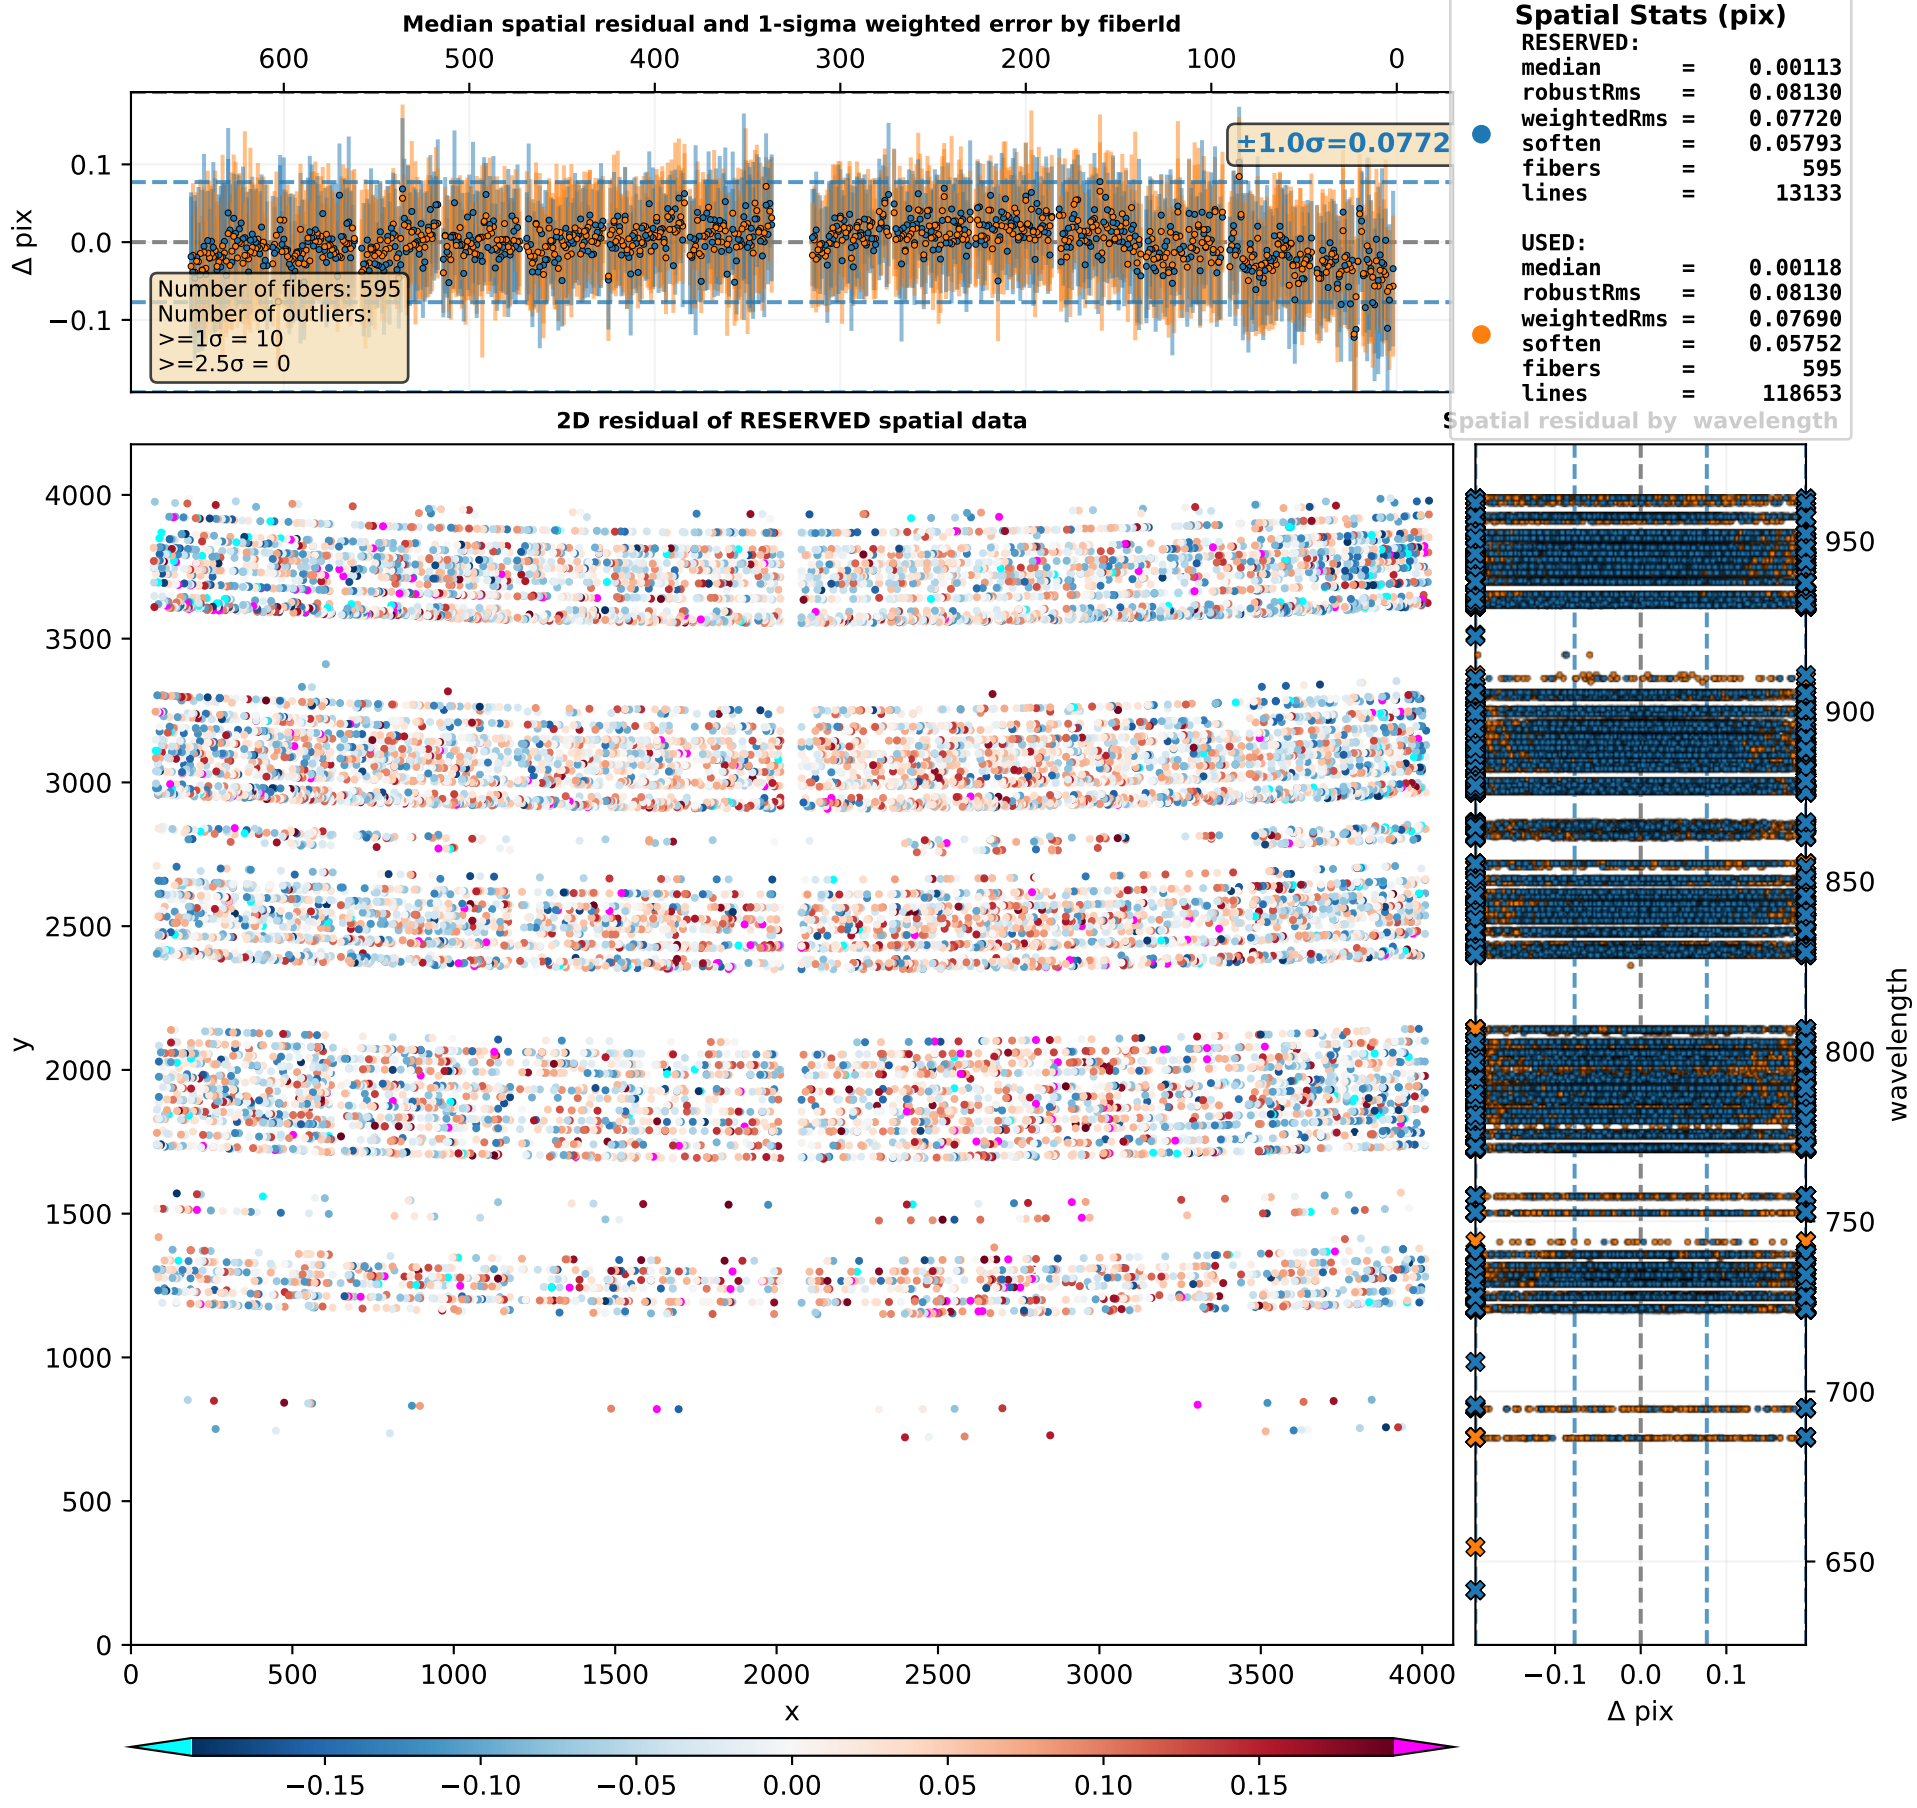 Median spatial residual and 1-sigma weighted error by fiberId
600 500 400 300 200 100 0
Δ pix
0.1
0.0
−0.1
±1.0σ=0.0772
Number of fibers: 595
Number of outliers:
>=1σ = 10
>=2.5σ = 0
Spatial Stats (pix)
RESERVED:
median = 0.00113
robustRms = 0.08130
weightedRms = 0.07720
soften = 0.05793
fibers = 595
lines = 13133
USED:
median = 0.00118
robustRms = 0.08130
weightedRms = 0.07690
soften = 0.05752
fibers = 595
lines = 118653
2D residual of RESERVED spatial data
Spatial residual by wavelength
y
4000
3500
3000
2500
2000
1500
1000
500
0
0 500 1000 1500 2000 2500 3000 3500 4000
x
950
900
850
800
750
700
650
wavelength
−0.1 0.0 0.1
Δ pix
−0.15 −0.10 −0.05 0.00 0.05 0.10 0.15